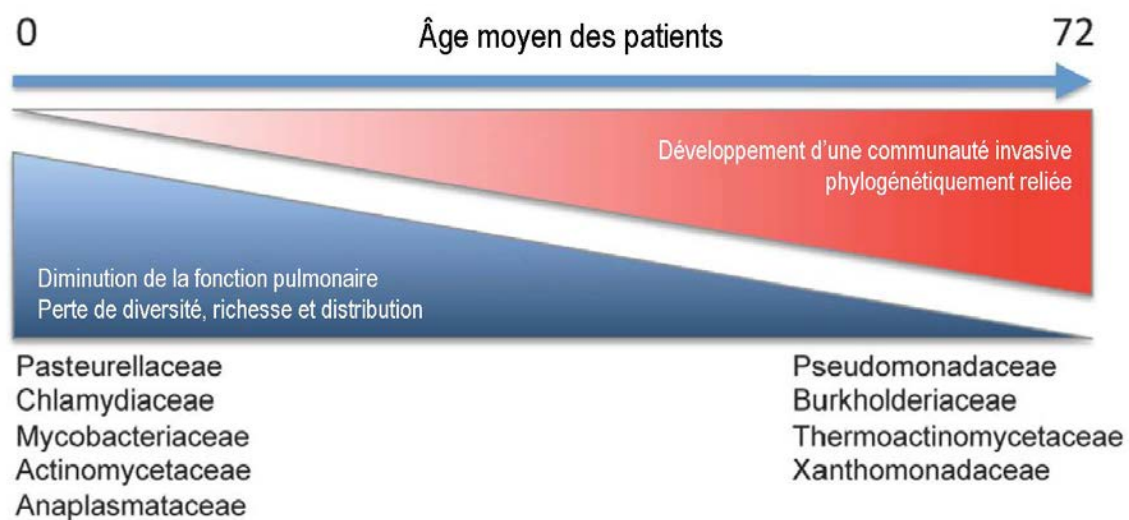 0
Âge moyen des patients
72
Développement d'une communauté invasive
phylogénétiquement reliée
Diminution de la fonction pulmonaire
Perte de diversité, richesse et distribution
Pasteurellaceae
Chlamydiaceae
Mycobacteriaceae
Actinomycetaceae
Anaplasmataceae
Pseudomonadaceae
Burkholderiaceae
Thermoactinomycetaceae
Xanthomonadaceae